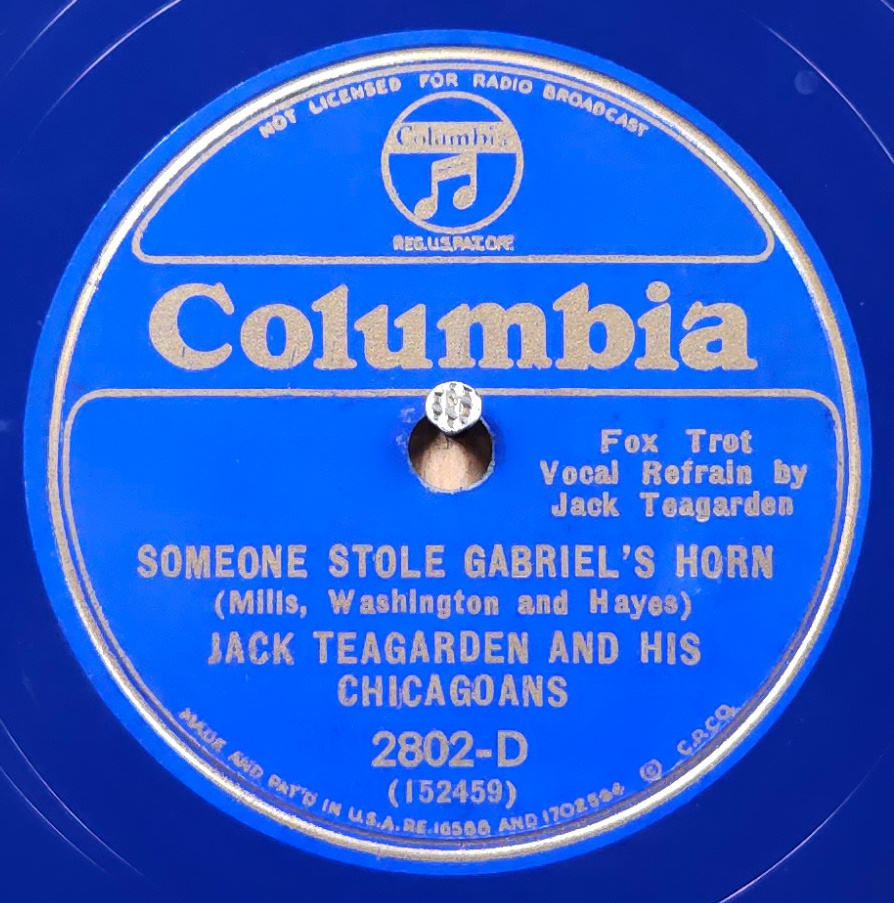 NOT LICENSED FOR RADIO BROADCAST
Columbia
REG.U.S.PAT.OFF.
Columbia
Fox Trot
Vocal Refrain by
Jack Teagarden
SOMEONE STOLE GABRIEL'S HORN
(Mills, Washington and Hayes)
JACK TEAGARDEN AND HIS
CHICAGOANS
2802-D
(152459)
MADE AND PAT'D IN U.S.A. RE.16588 AND 1702564 © C.P.CO.